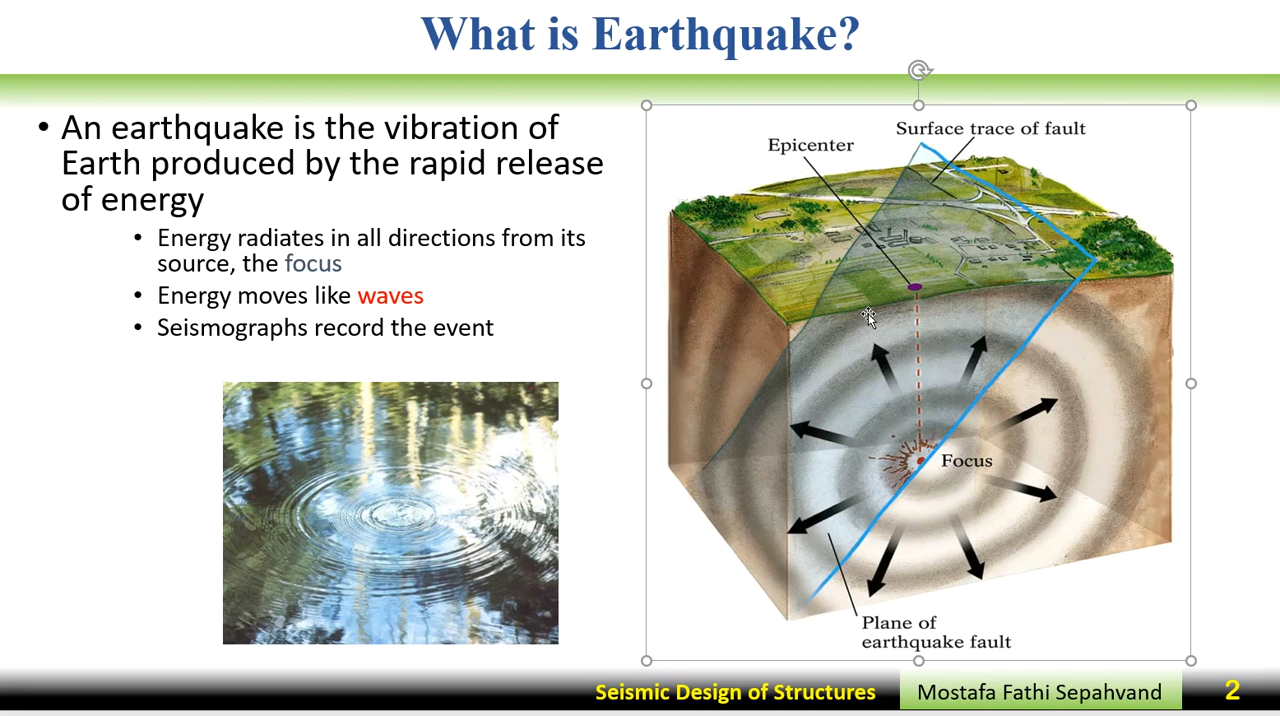 What is Earthquake?
• An earthquake is the vibration of
Earth produced by the rapid release
of energy
• Energy radiates in all directions from its
source, the focus
• Energy moves like waves
• Seismographs record the event
Surface trace of fault
Epicenter
Focus
Plane of
earthquake fault
Seismic Design of Structures
Mostafa Fathi Sepahvand
2